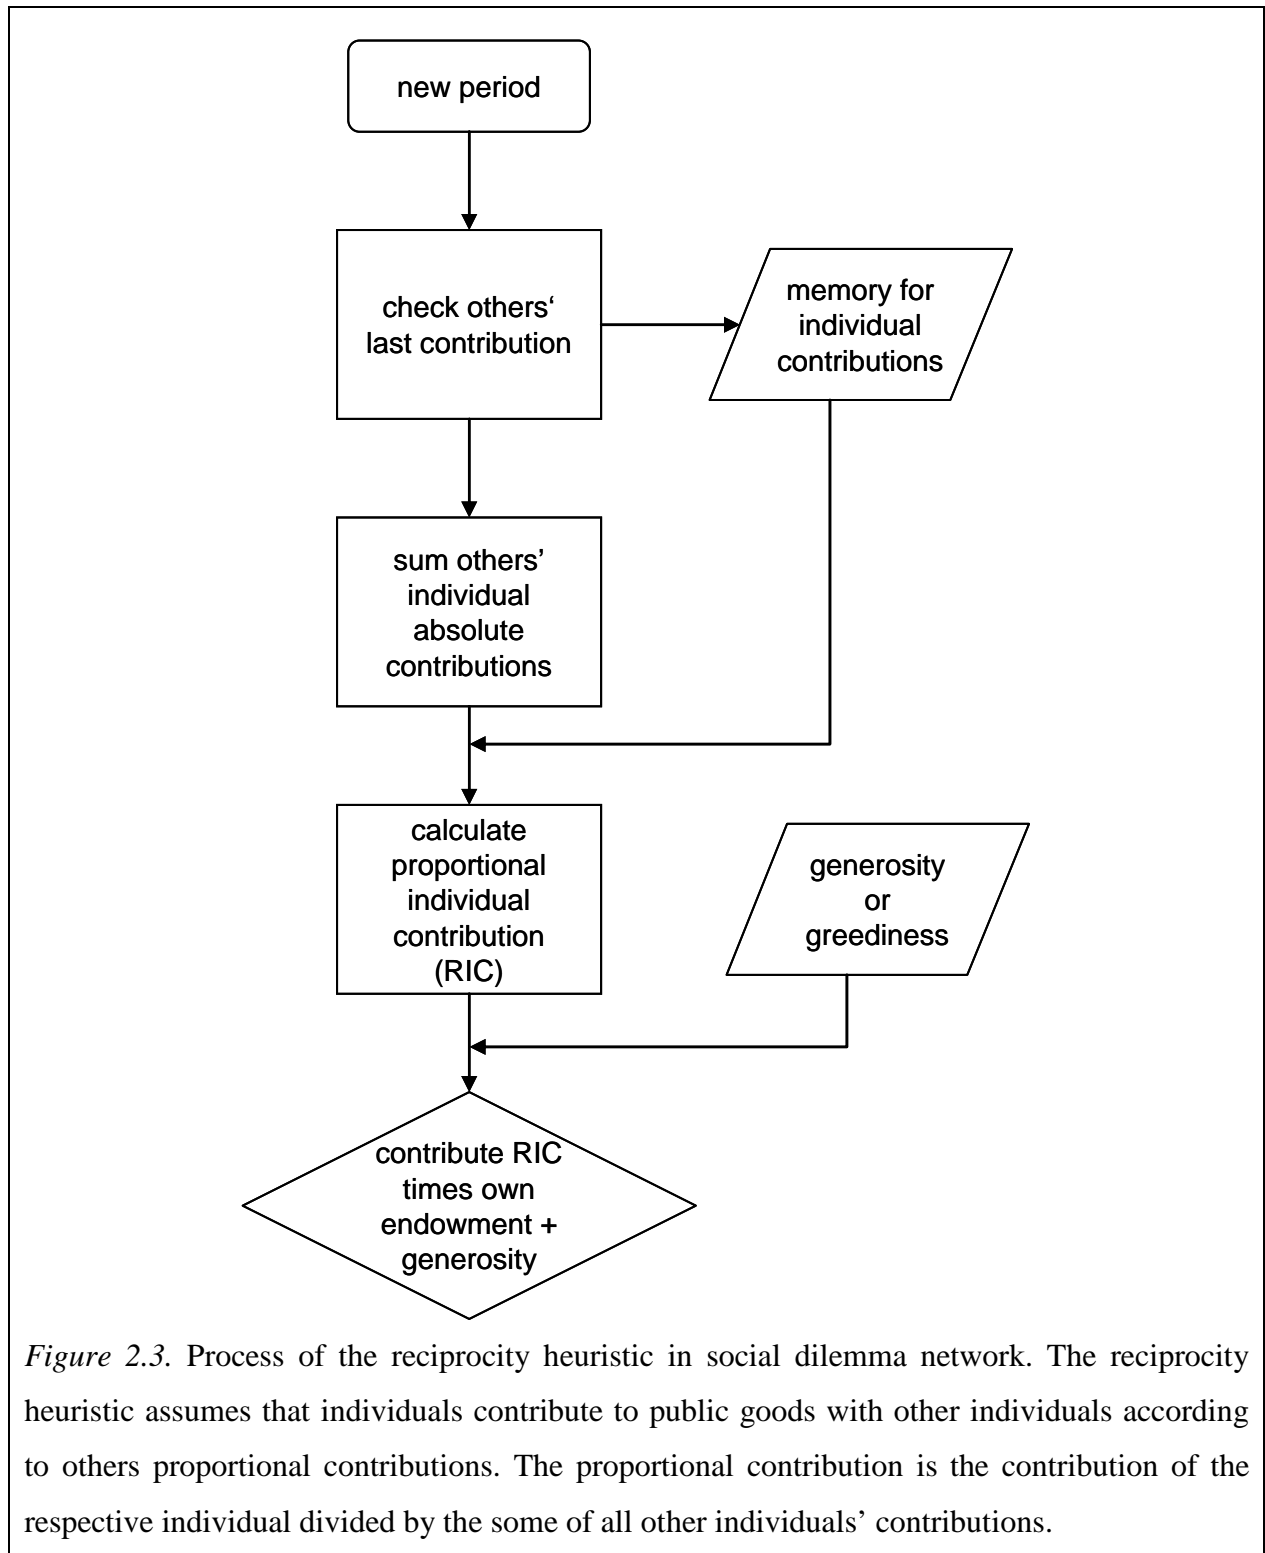 new period
check others‘
last contribution
memory for
individual
contributions
sum others’
individual
absolute
contributions
calculate
proportional
individual
contribution
(RIC)
generosity
or
greediness
contribute RIC
times own
endowment +
generosity
Figure 2.3. Process of the reciprocity heuristic in social dilemma network. The reciprocity
heuristic assumes that individuals contribute to public goods with other individuals according
to others proportional contributions. The proportional contribution is the contribution of the
respective individual divided by the some of all other individuals’ contributions.